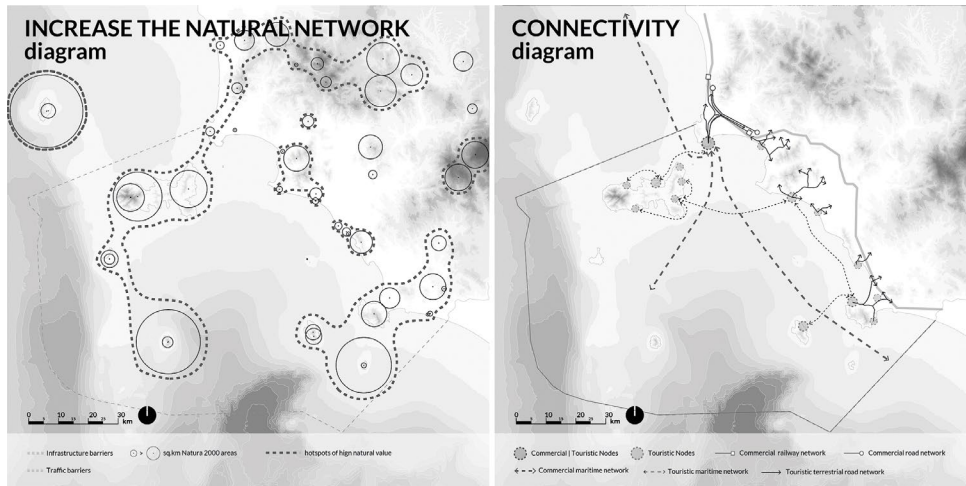 INCREASE THE NATURAL NETWORK
diagram
0 5 10 15 20 25 30
km
Infrastructure barriers
sq.km Natura 2000 areas
hotspots of hign natural value
Traffic barriers
CONNECTIVITY
diagram
0 5 10 15 20 25 30
km
Commercial | Touristic Nodes
Touristic Nodes
Commercial railway network
Commercial road network
Commercial maritime network
Touristic maritime network
Touristic terrestrial road network